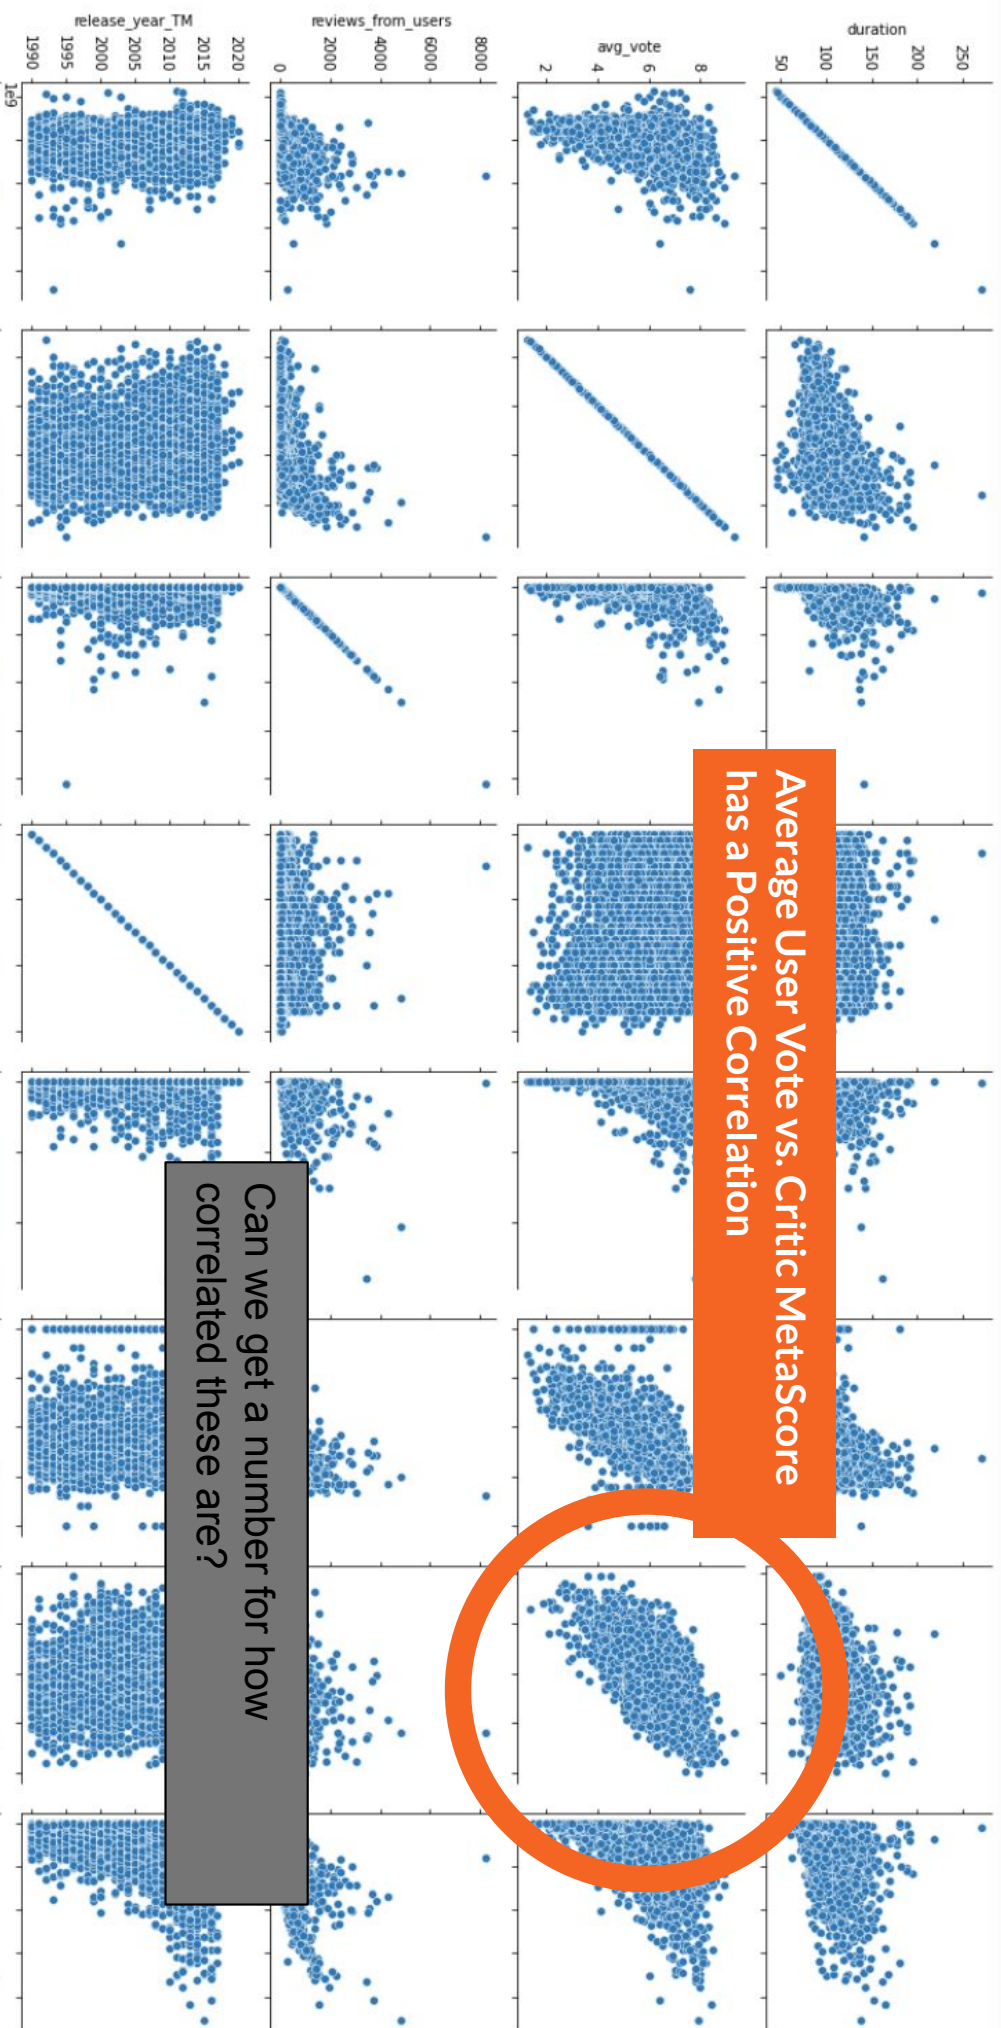 duration
250
200
150
100
50
Average User Vote vs. Critic MetaScore
has a Positive Correlation
avg_vote
8
6
4
2
reviews_from_users
8000
6000
4000
2000
0
Can we get a number for how
correlated these are?
release_year_TM
2020
2015
2010
2005
2000
1995
1990
1e9